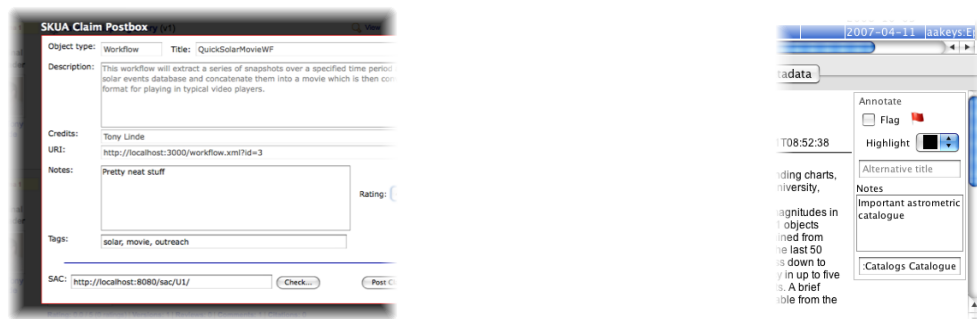 SKUA Claim Postbox
Object type: Workflow Title: QuickSolarMovieWF
Description: This workflow will extract a series of snapshots over a specified time period
solar events database and concatenate them into a movie which is then con
format for playing in typical video players.
Credits: Tony Linde
URI: http://localhost:3000/workflow.xml?id=3
Notes: Pretty neat stuff
Rating:
Tags: solar, movie, outreach
SAC: http://localhost:8080/sac/U1/ Check... Post C
2007-04-11 aakeys:E
adata
Annotate
Flag
T08:52:38 Highlight
Alternative title
nding charts,
niversity,
Notes
Important astrometric
catalogue
agnitudes in
objects
ined from
e last 50
s down to
:Catalogs Catalogue
y in up to five
s. A brief
ble from the